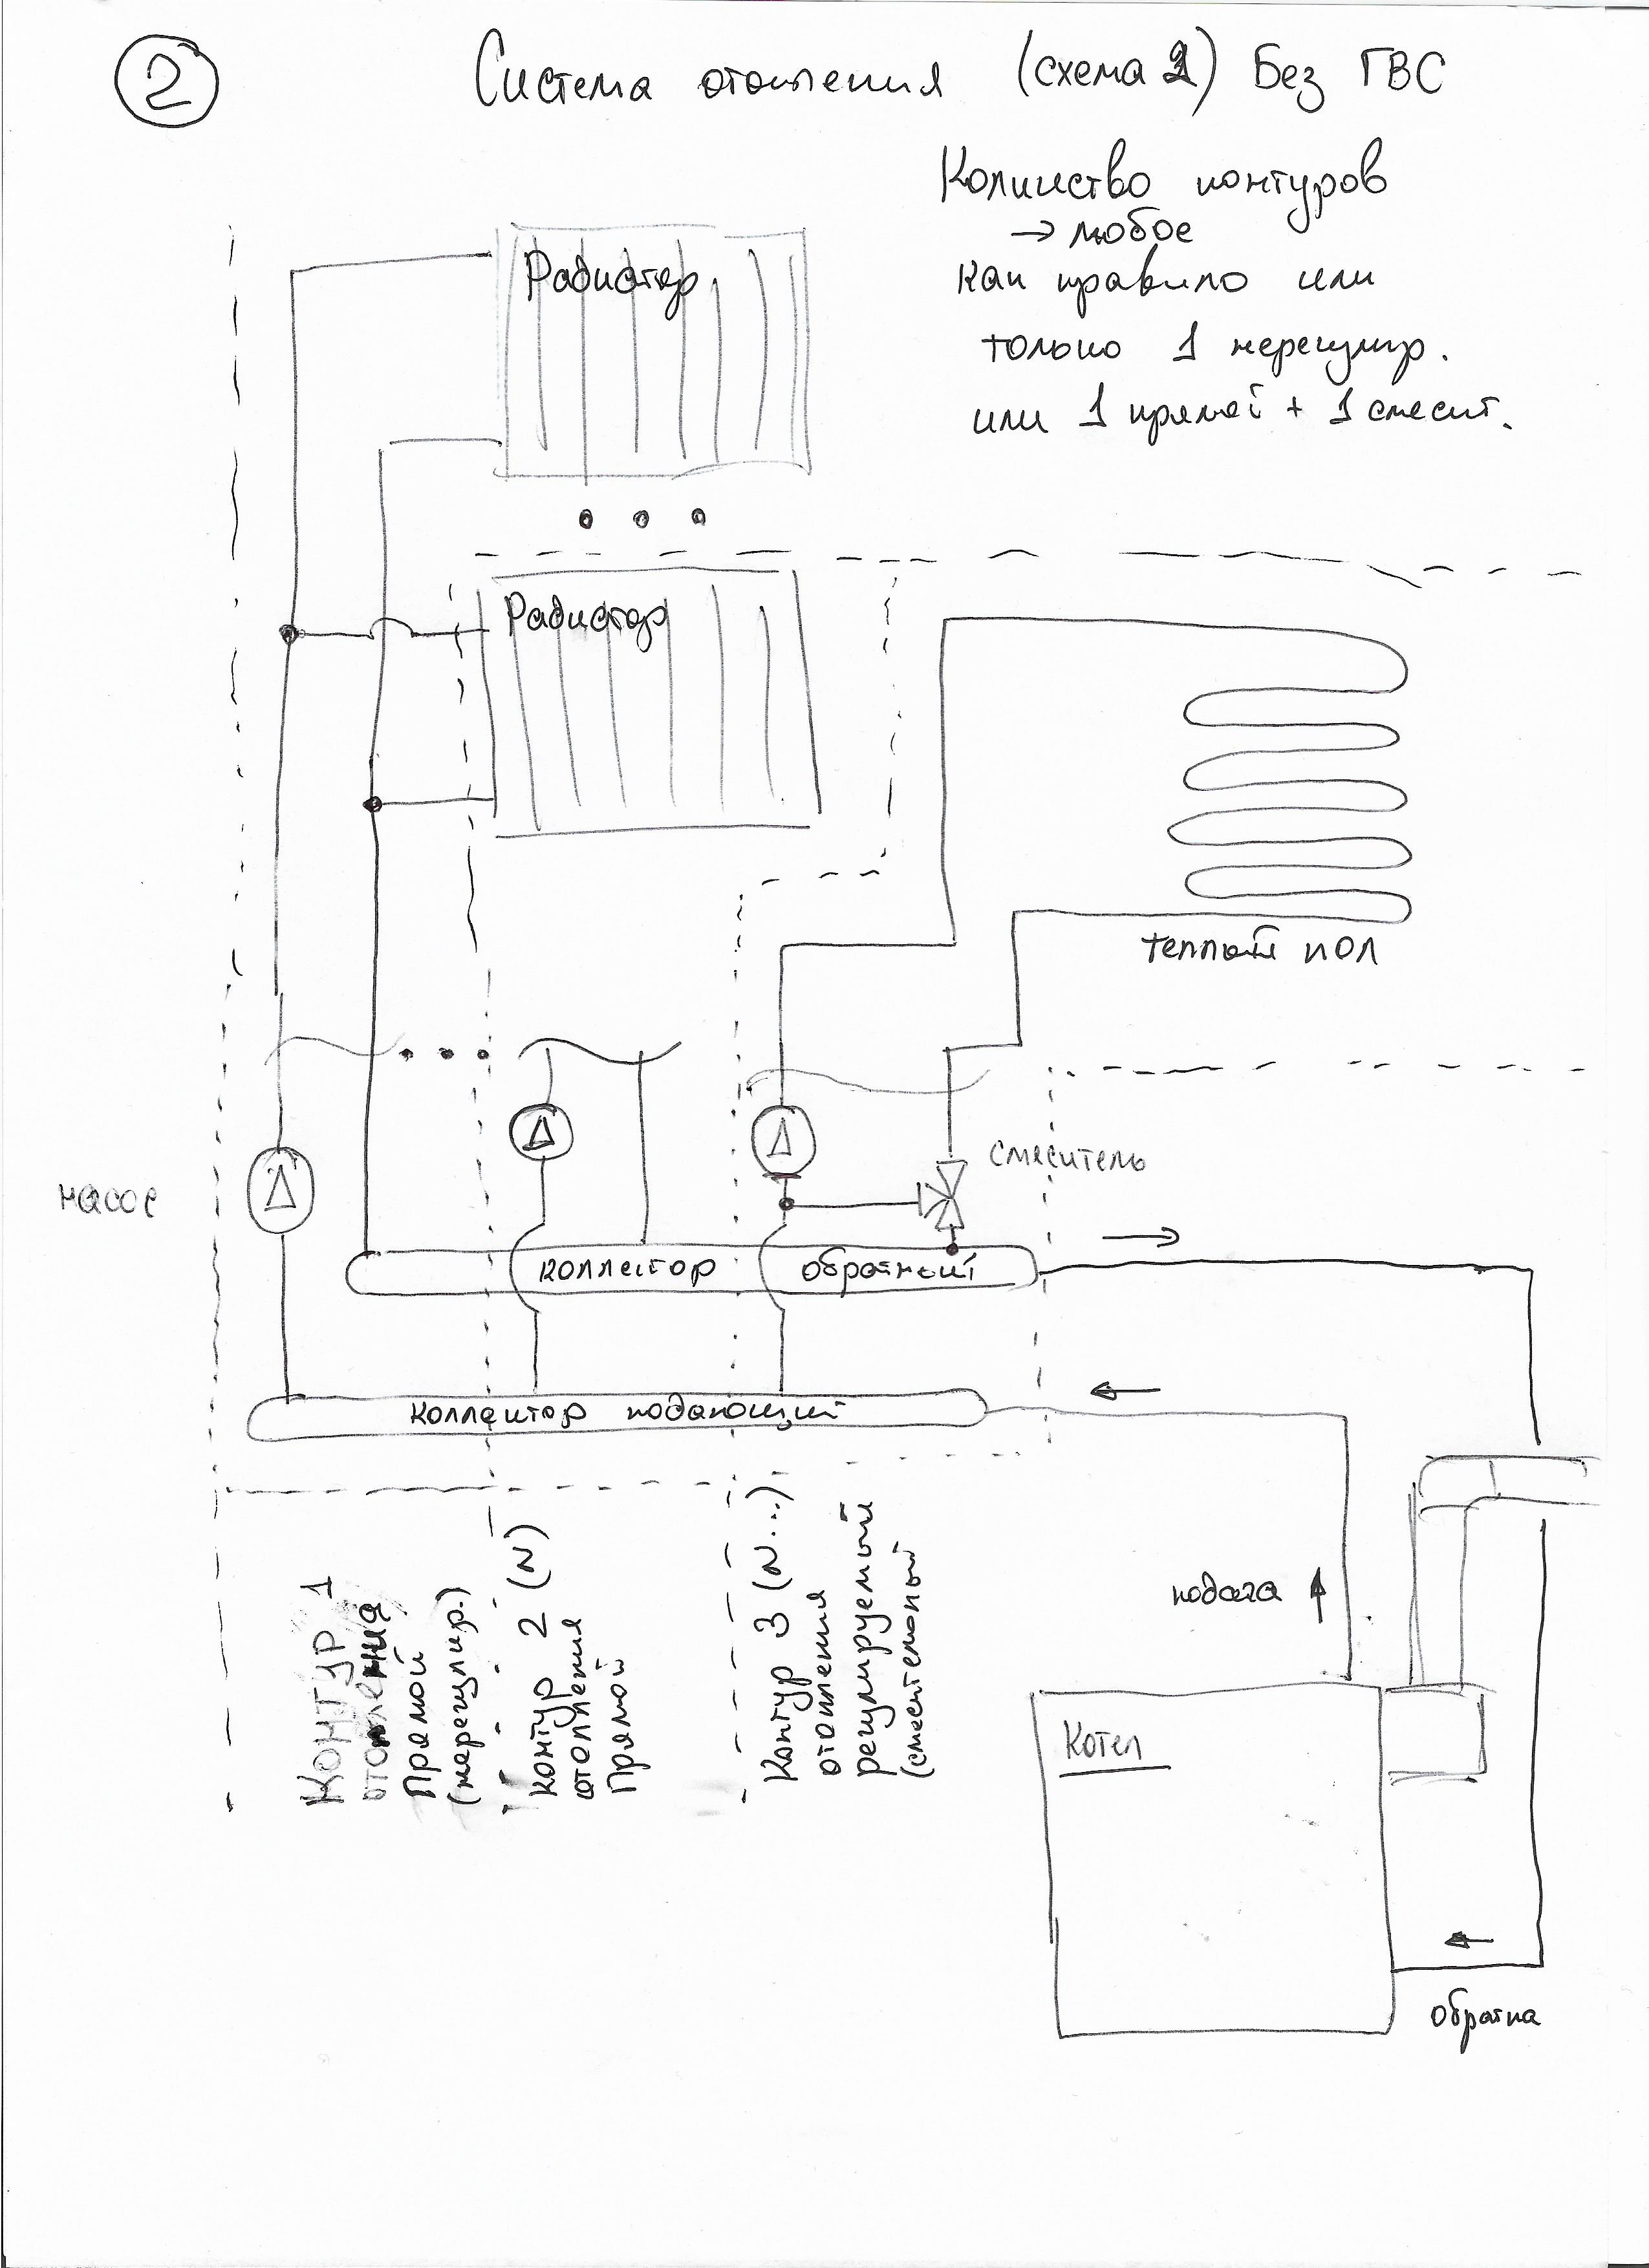 2
Система отопления (схема 2) Без ГВС
Количество контуров
→ любое
как правило или
только 1 нерегулир.
или 1 прямой + 1 смесит.
Радиатор
Радиатор
теплый пол
смеситель
насос
коллектор обратный
коллектор подающий
Контур 1
отопления
Прямой
(нерегулир.)
контур 2 (N)
отопления
Прямой
Контур 3 (N...)
отопления
регулируемый
(смесительный)
подача
Котел
обратка